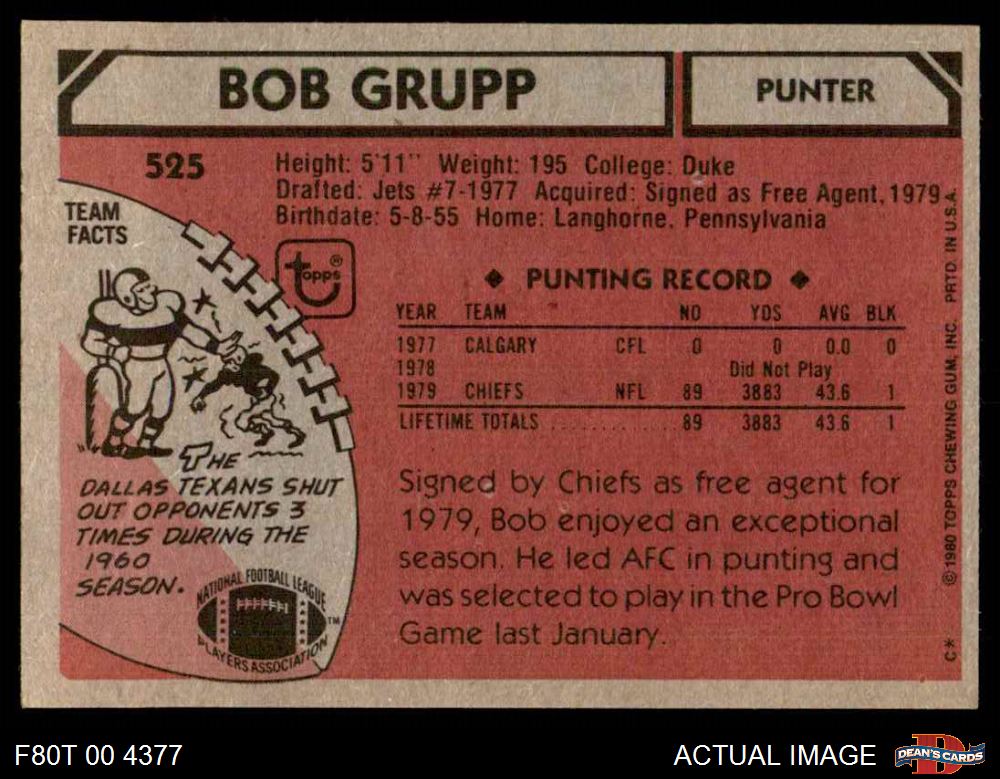 BOB GRUPP
PUNTER
525
Height: 5'11" Weight: 195 College: Duke
Drafted: Jets #7-1977 Acquired: Signed as Free Agent, 1979
Birthdate: 5-8-55 Home: Langhorne, Pennsylvania
TEAM
FACTS
topps®
◆ PUNTING RECORD ◆
YEAR TEAM NO YDS AVG BLK
1977 CALGARY CFL 0 0 0.0 0
1978 Did Not Play
1979 CHIEFS NFL 89 3883 43.6 1
LIFETIME TOTALS ............. 89 3883 43.6 1
THE
DALLAS TEXANS SHUT
OUT OPPONENTS 3
TIMES DURING THE
1960
SEASON.
NATIONAL FOOTBALL LEAGUE
PLAYERS ASSOCIATION
TM
Signed by Chiefs as free agent for
1979, Bob enjoyed an exceptional
season. He led AFC in punting and
was selected to play in the Pro Bowl
Game last January.
C* © 1980 TOPPS CHEWING GUM, INC. PRTD. IN U.S.A.
F80T 00 4377
ACTUAL IMAGE
D
DEAN'S CARDS